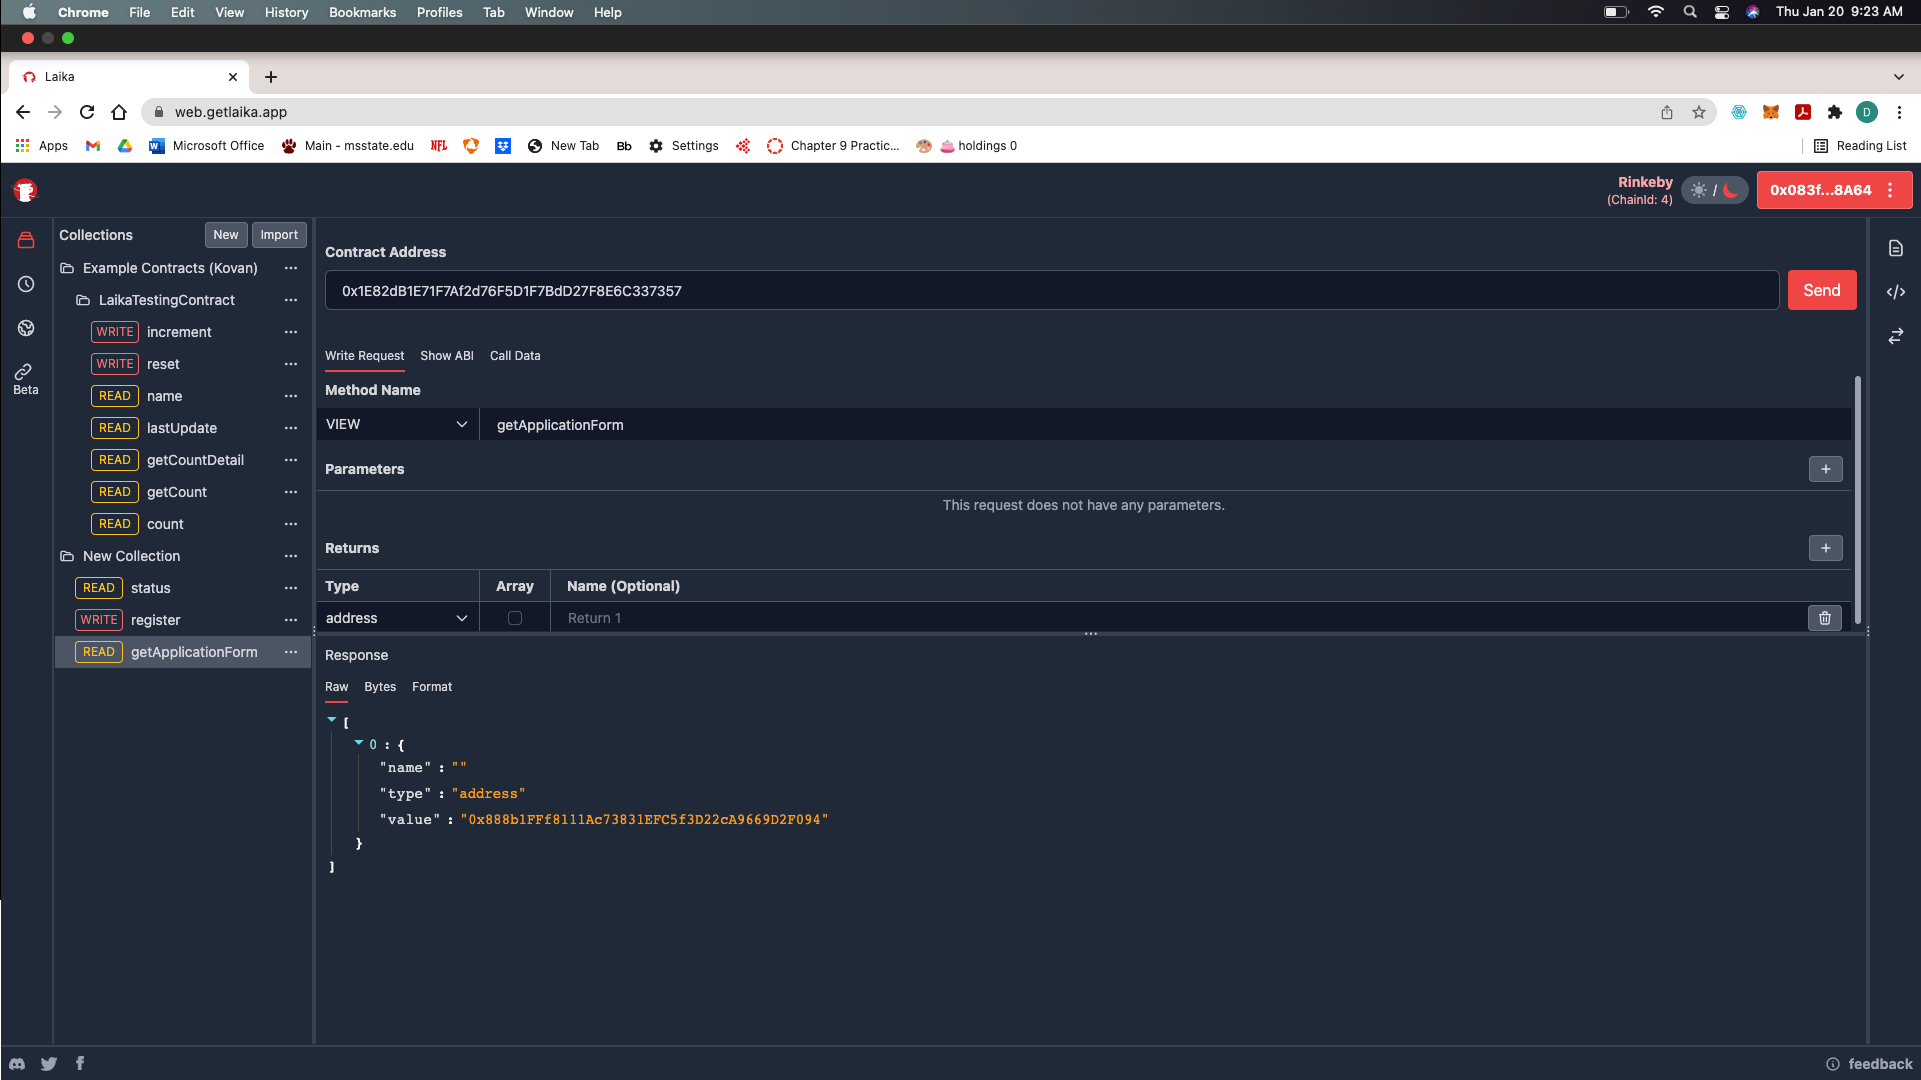 Chrome File Edit View History Bookmarks Profiles Tab Window Help Thu Jan 20 9:23 AM
Laika
web.getlaika.app D
Apps Microsoft Office Main - msstate.edu NFL New Tab Bb Settings Chapter 9 Practic... holdings 0 Reading List
Rinkeby
(ChainId: 4)
/
0x083f...8A64
Collections New Import
Example Contracts (Kovan)
LaikaTestingContract
WRITE increment
WRITE reset
READ name
READ lastUpdate
READ getCountDetail
READ getCount
READ count
New Collection
READ status
WRITE register
READ getApplicationForm
Beta
Contract Address
0x1E82dB1E71F7Af2d76F5D1F7BdD27F8E6C337357
Send
Write Request Show ABI Call Data
Method Name
VIEW getApplicationForm
Parameters +
This request does not have any parameters.
Returns +
Type Array Name (Optional)
address Return 1
Response
Raw Bytes Format
[
0 : {
"name" : ""
"type" : "address"
"value" : "0x888b1FFf8111Ac73831EFC5f3D22cA9669D2F094"
}
]
feedback